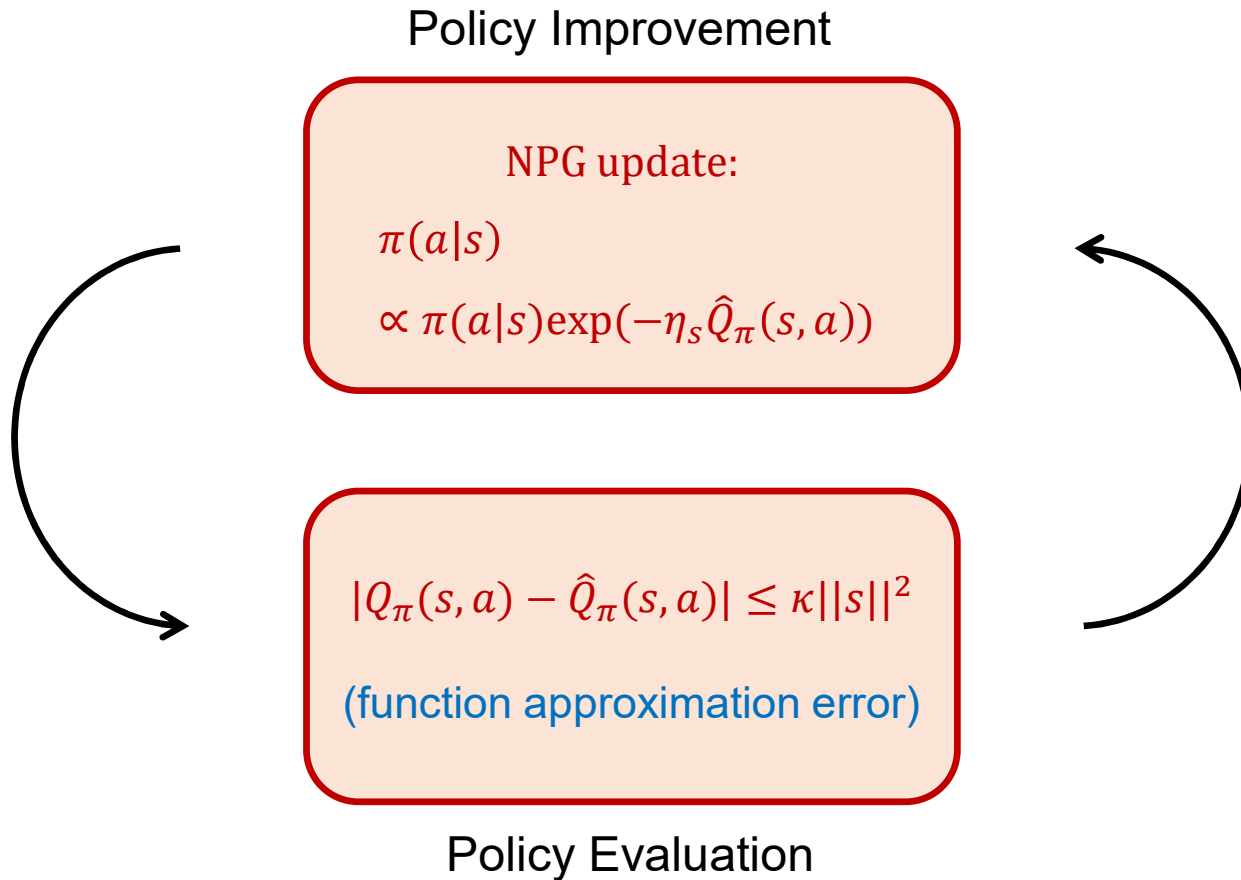 Policy Improvement
NPG update:
π(a|s)
∝ π(a|s)exp(−η_s Q̂_π(s, a))
|Q_π(s, a) − Q̂_π(s, a)| ≤ κ||s||²
(function approximation error)
Policy Evaluation